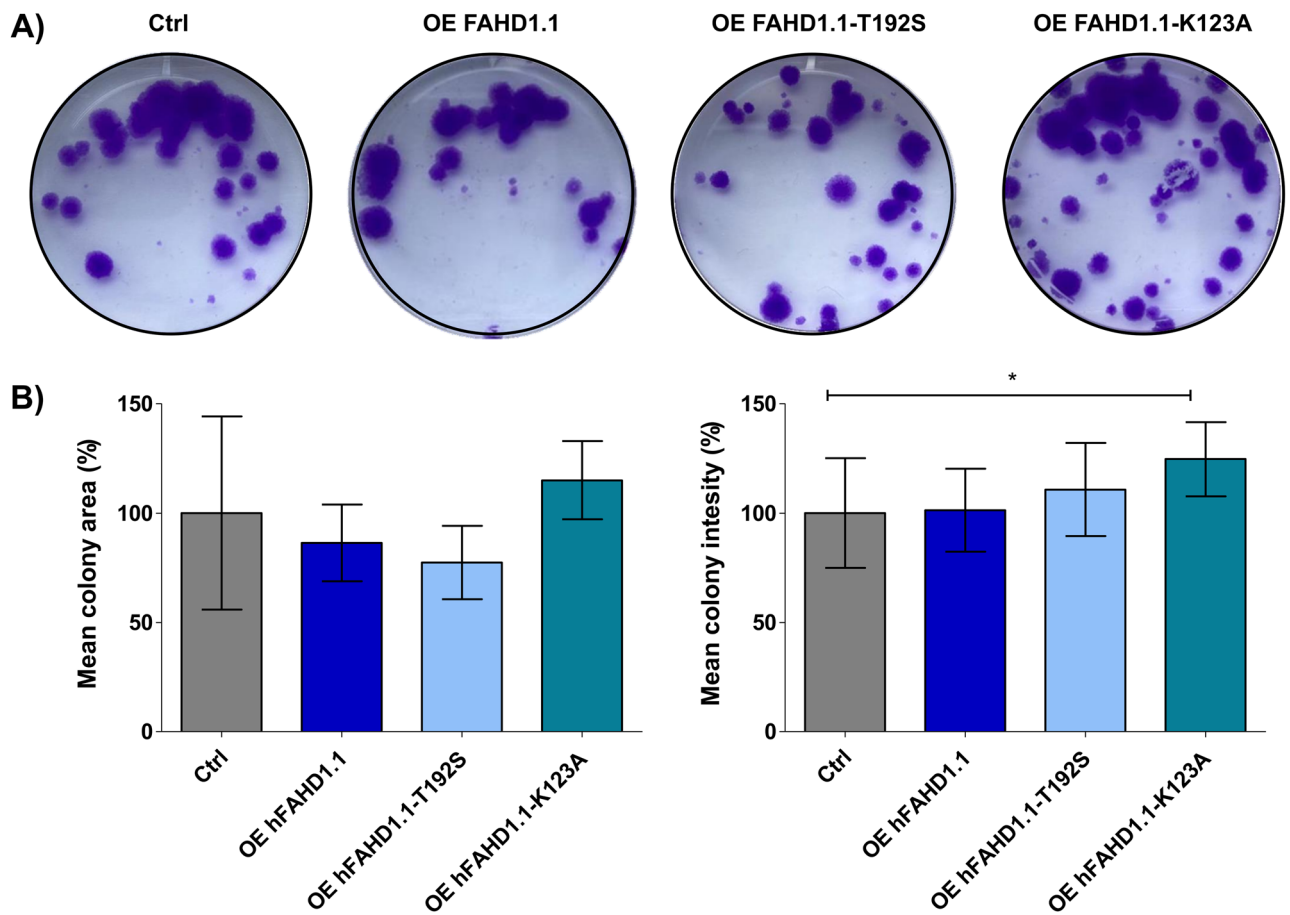 A)
Ctrl
OE FAHD1.1
OE FAHD1.1-T192S
OE FAHD1.1-K123A
B)
Mean colony area (%)
150
100
50
0
Ctrl
OE hFAHD1.1
OE hFAHD1.1-T192S
OE hFAHD1.1-K123A
Mean colony intesity (%)
150
100
50
0
*
Ctrl
OE hFAHD1.1
OE hFAHD1.1-T192S
OE hFAHD1.1-K123A